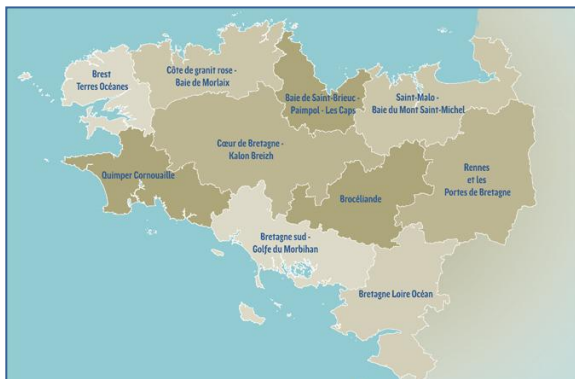 Côte de granit rose -
Baie de Morlaix
Brest
Terres Océanes
Baie de Saint-Brieuc -
Paimpol - Les Caps
Saint-Malo -
Baie du Mont Saint-Michel
Cœur de Bretagne -
Kalon Breizh
Quimper Cornouaille
Brocéliande
Rennes
et les
Portes de Bretagne
Bretagne sud -
Golfe du Morbihan
Bretagne Loire Océan